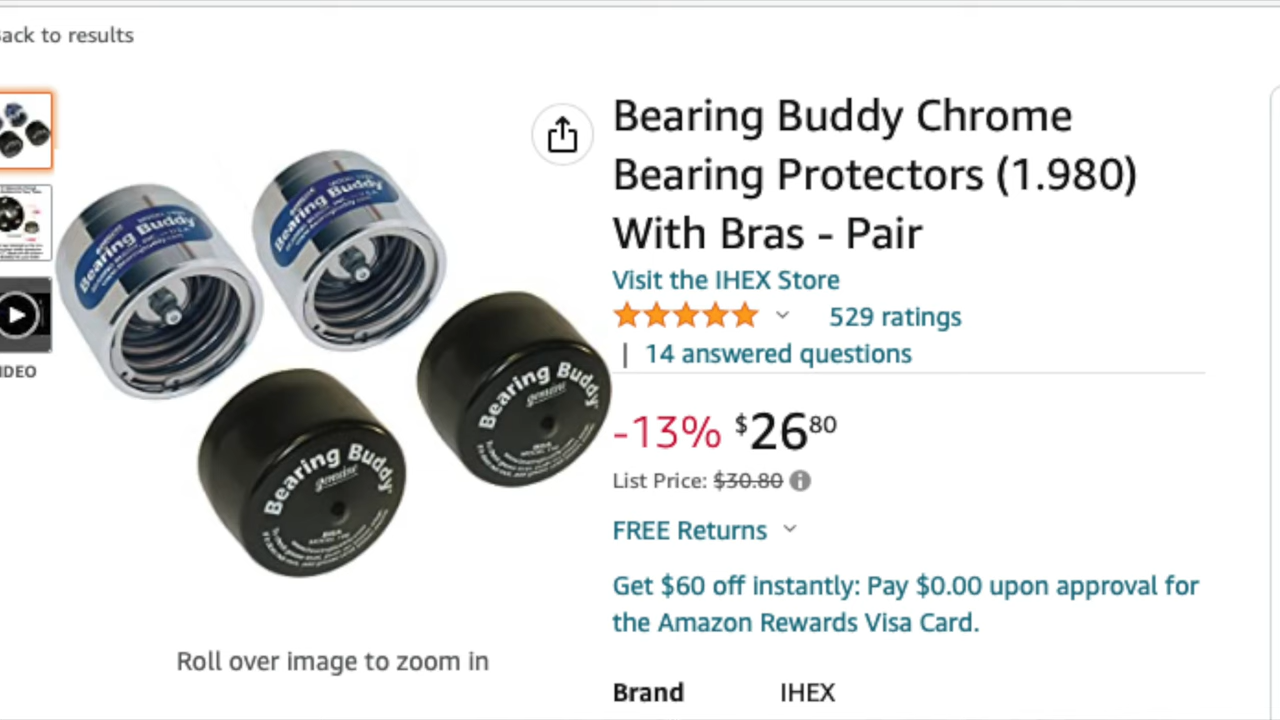 ack to results
Bearing Buddy Chrome
Bearing Protectors (1.980)
With Bras - Pair
Visit the IHEX Store
529 ratings
| 14 answered questions
-13% $2680
List Price: $30.80
FREE Returns
Get $60 off instantly: Pay $0.00 upon approval for
the Amazon Rewards Visa Card.
Brand IHEX
IDEO
Bearing Buddy
Bearing Buddy
Bearing Buddy
genuine
Bearing Buddy
genuine
Roll over image to zoom in